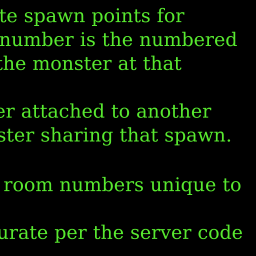 te spawn points for
number is the numbered
the monster at that
er attached to another
ster sharing that spawn.
room numbers unique to
urate per the server code